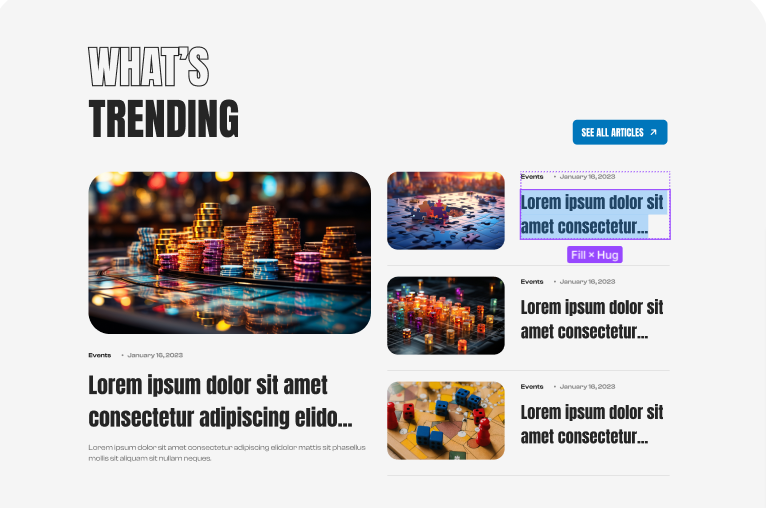 WHAT'S
TRENDING
SEE ALL ARTICLES
Events • January 16, 2023
Lorem ipsum dolor sit amet
consectetur adipiscing elido...
Lorem ipsum dolor sit amet consectetur adipiscing elidolor mattis sit phasellus
mollis sit aliquam sit nullam neques.
Events • January 16, 2023
Lorem ipsum dolor sit
amet consectetur...
Fill × Hug
Events • January 16, 2023
Lorem ipsum dolor sit
amet consectetur...
Events • January 16, 2023
Lorem ipsum dolor sit
amet consectetur...